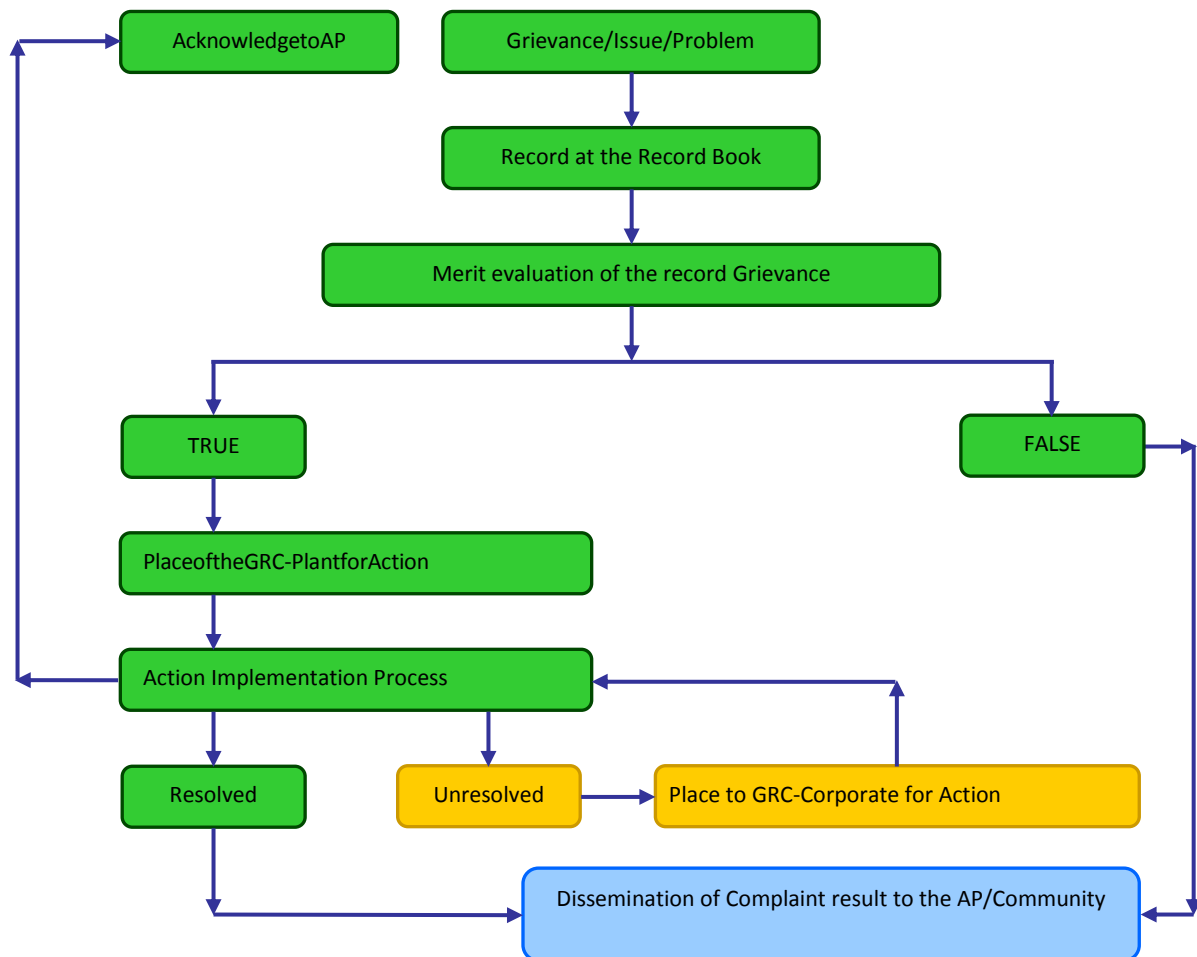 AcknowledgetoAP
Grievance/Issue/Problem
Record at the Record Book
Merit evaluation of the record Grievance
TRUE
FALSE
PlaceoftheGRC-PlantforAction
Action Implementation Process
Resolved
Unresolved
Place to GRC-Corporate for Action
Dissemination of Complaint result to the AP/Community